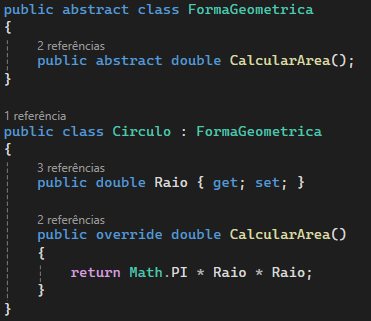 public abstract class FormaGeometrica
{
2 referências
public abstract double CalcularArea();
}
1 referência
public class Circulo : FormaGeometrica
{
3 referências
public double Raio { get; set; }
2 referências
public override double CalcularArea()
{
return Math.PI * Raio * Raio;
}
}